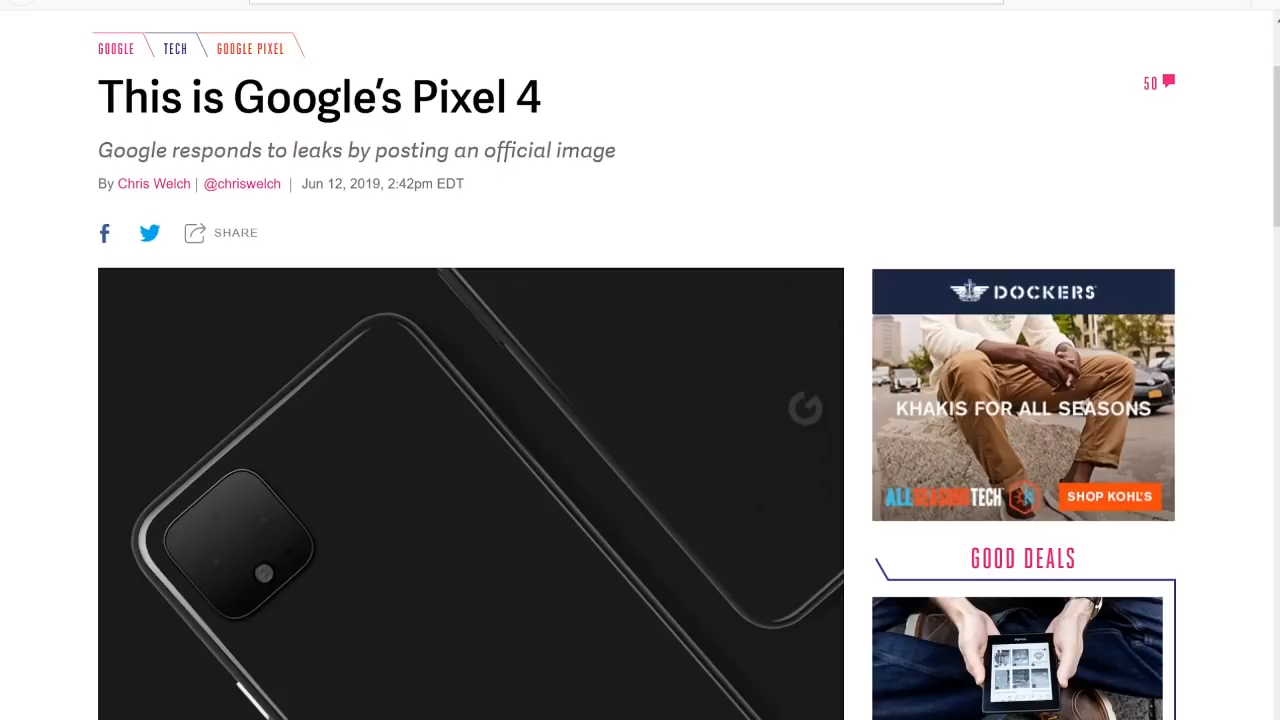 GOOGLE TECH GOOGLE PIXEL
This is Google's Pixel 4
50
Google responds to leaks by posting an official image
By Chris Welch | @chriswelch | Jun 12, 2019, 2:42pm EDT
SHARE
DOCKERS
KHAKIS FOR ALL SEASONS
ALL SEASONS TECH
SHOP KOHL'S
GOOD DEALS